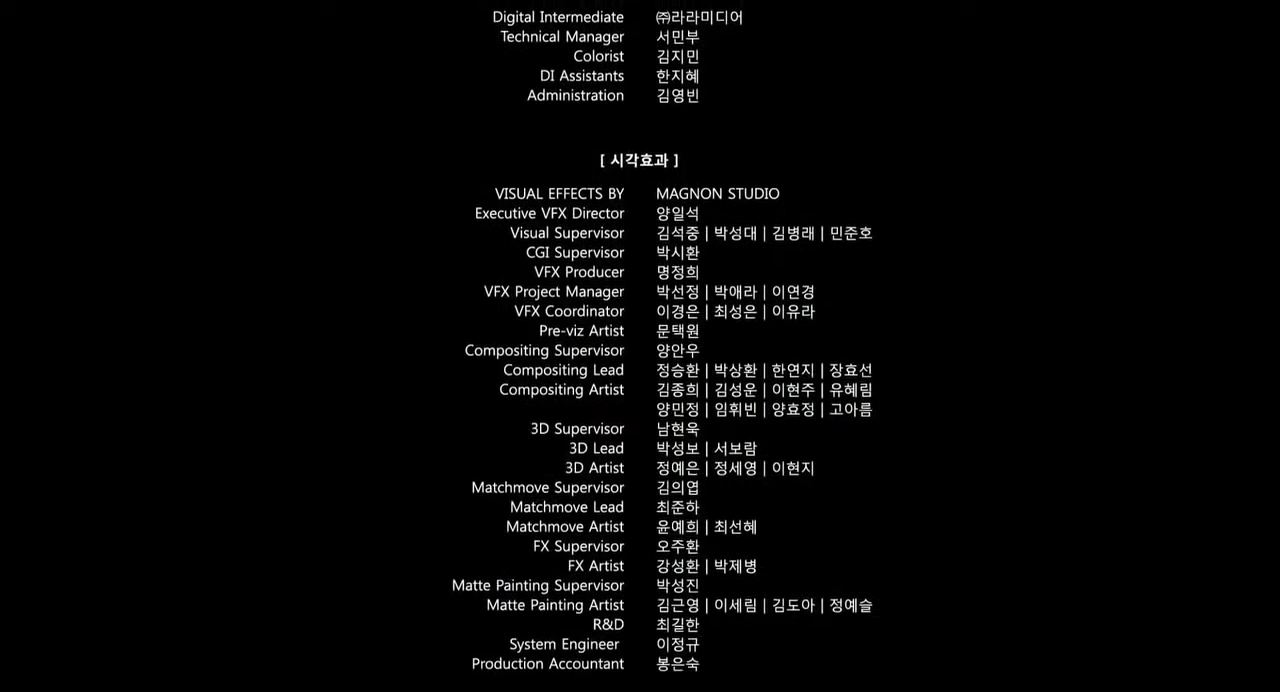 Digital Intermediate ㈜라라미디어
Technical Manager 서민부
Colorist 김지민
DI Assistants 한지혜
Administration 김영빈
[ 시각효과 ]
VISUAL EFFECTS BY MAGNON STUDIO
Executive VFX Director 양일석
Visual Supervisor 김석중 | 박성대 | 김병래 | 민준호
CGI Supervisor 박시환
VFX Producer 명정희
VFX Project Manager 박선정 | 박애라 | 이연경
VFX Coordinator 이경은 | 최성은 | 이유라
Pre-viz Artist 문택원
Compositing Supervisor 양안우
Compositing Lead 정승환 | 박상환 | 한연지 | 장효선
Compositing Artist 김종희 | 김성운 | 이현주 | 유혜림
양민정 | 임휘빈 | 양효정 | 고아름
3D Supervisor 남현욱
3D Lead 박성보 | 서보람
3D Artist 정예은 | 정세영 | 이현지
Matchmove Supervisor 김의엽
Matchmove Lead 최준하
Matchmove Artist 윤예희 | 최선혜
FX Supervisor 오주환
FX Artist 강성환 | 박제병
Matte Painting Supervisor 박성진
Matte Painting Artist 김근영 | 이세림 | 김도아 | 정예슬
R&D 최길한
System Engineer 이정규
Production Accountant 봉은숙